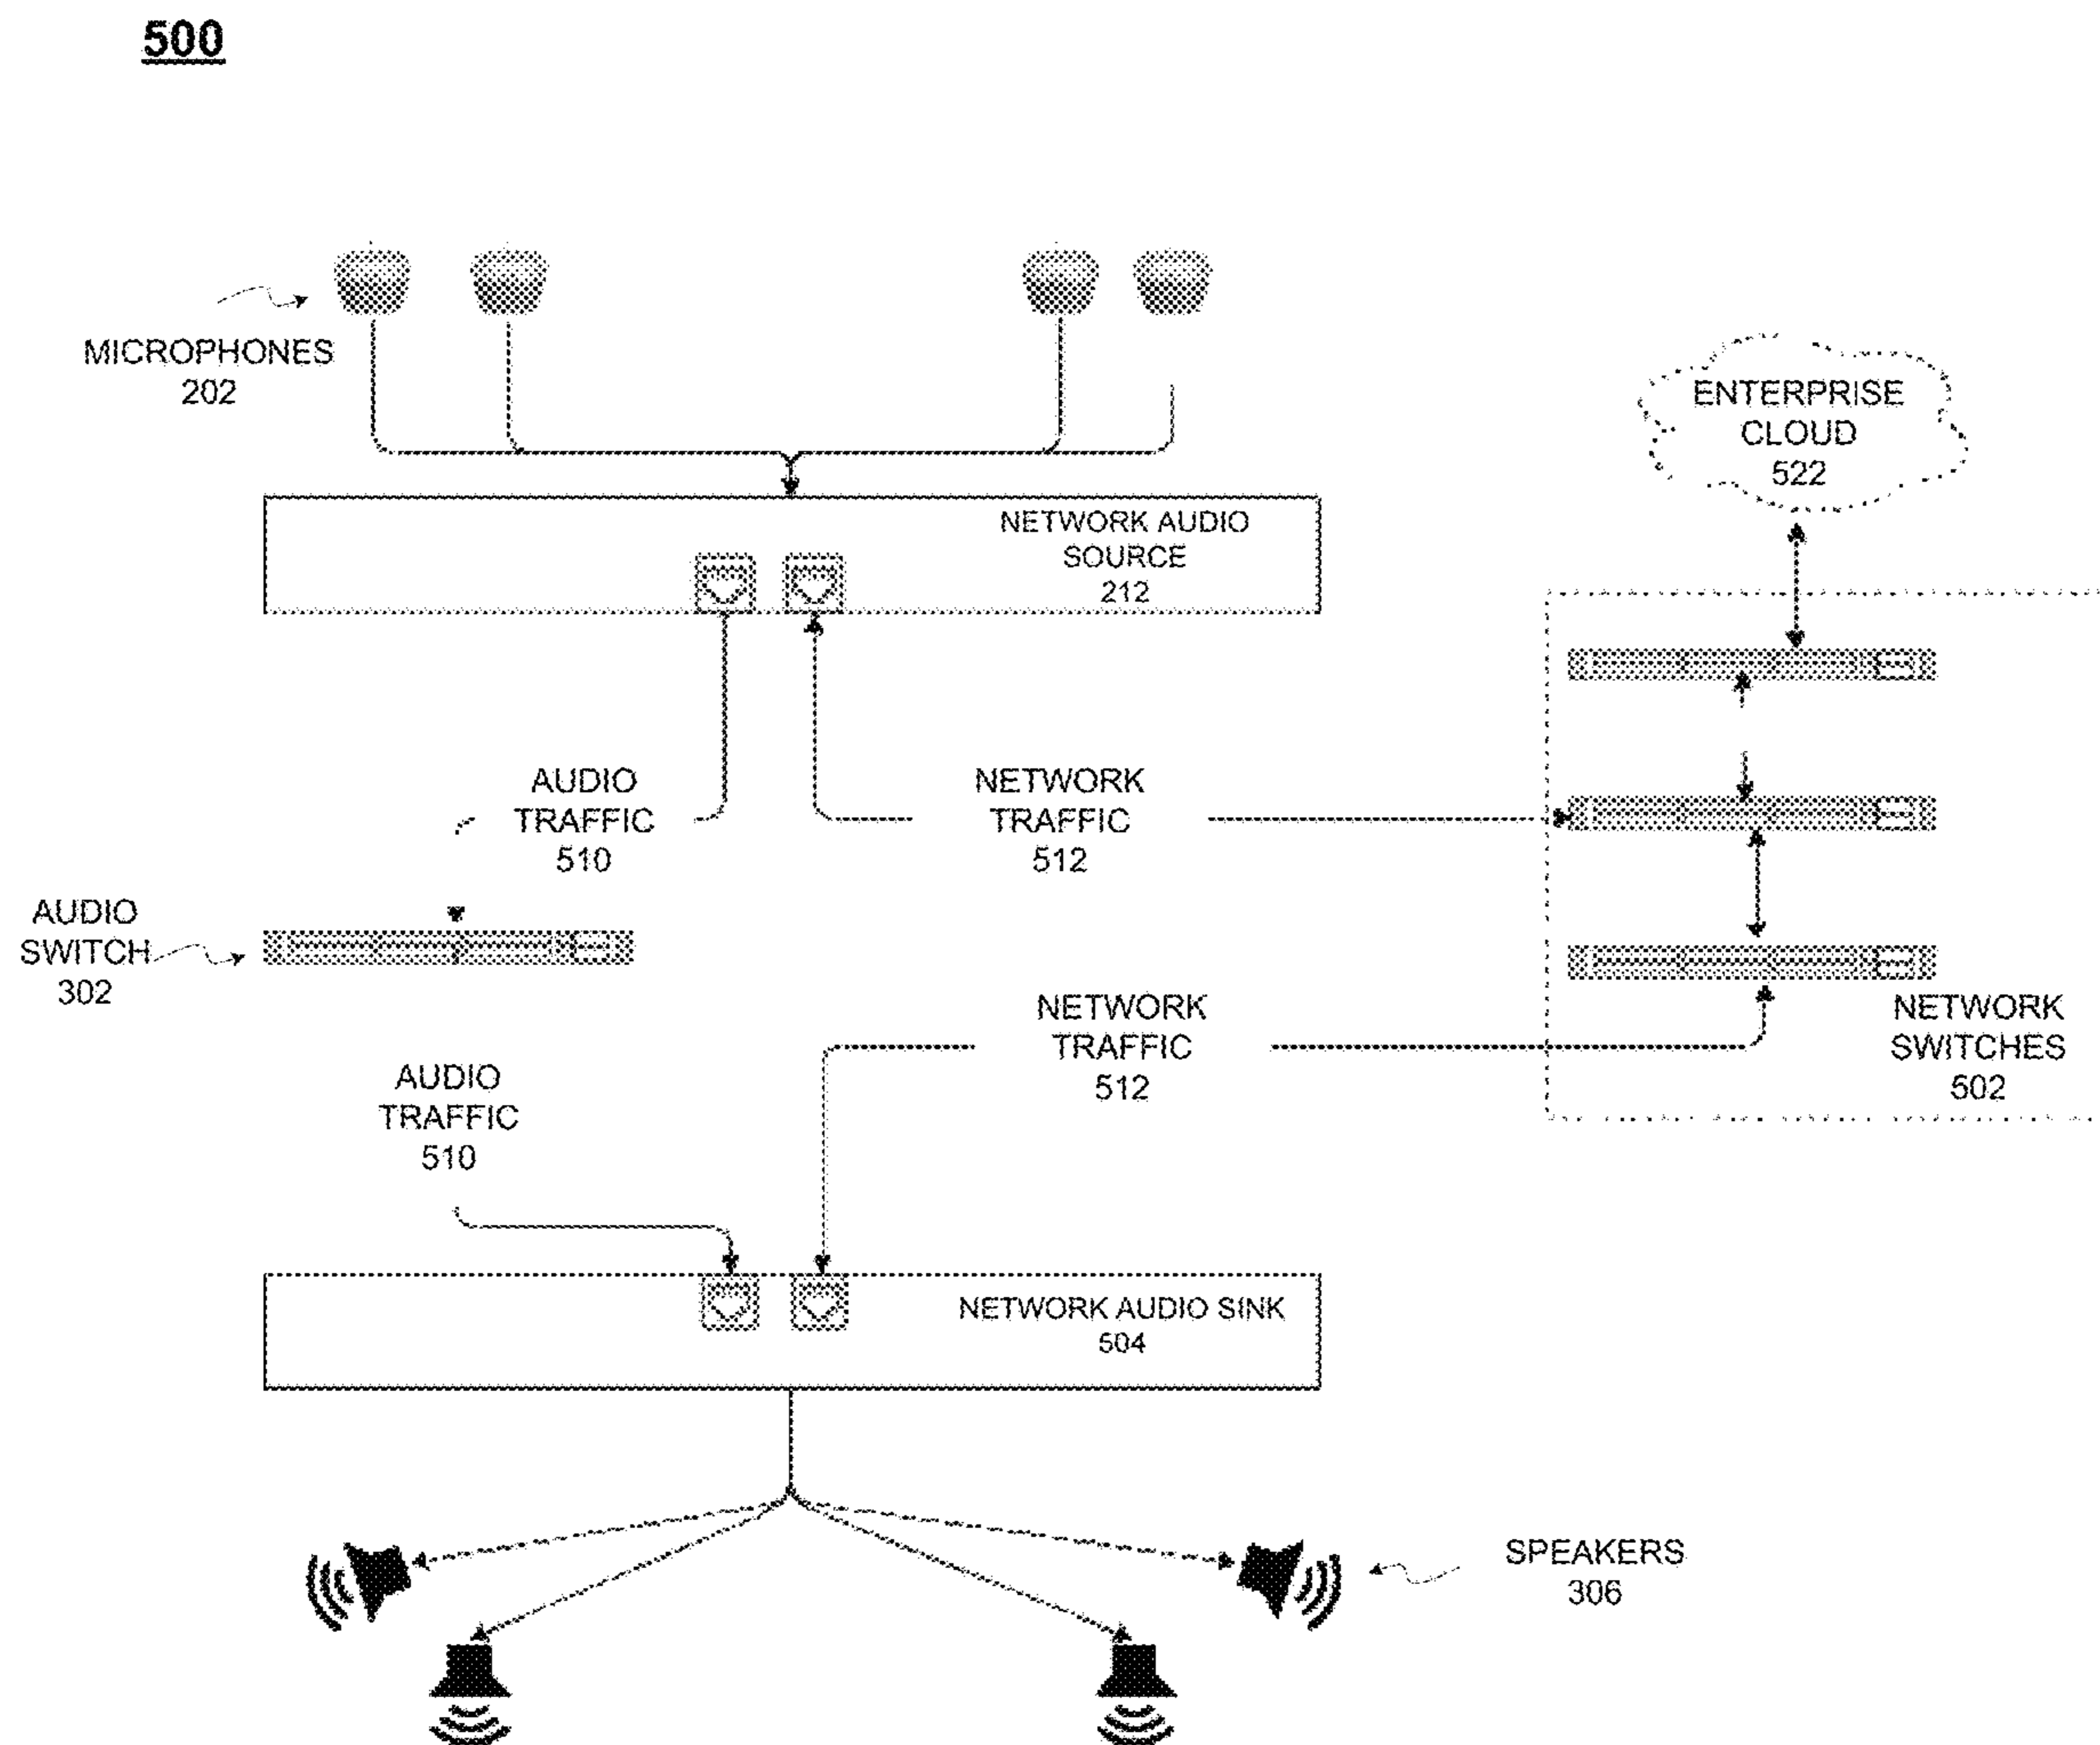 500
MICROPHONES
202
ENTERPRISE
CLOUD
522
NETWORK AUDIO
SOURCE
212
AUDIO
TRAFFIC
510
NETWORK
TRAFFIC
512
AUDIO
SWITCH
302
NETWORK
TRAFFIC
512
NETWORK
SWITCHES
502
AUDIO
TRAFFIC
510
NETWORK AUDIO SINK
504
SPEAKERS
306